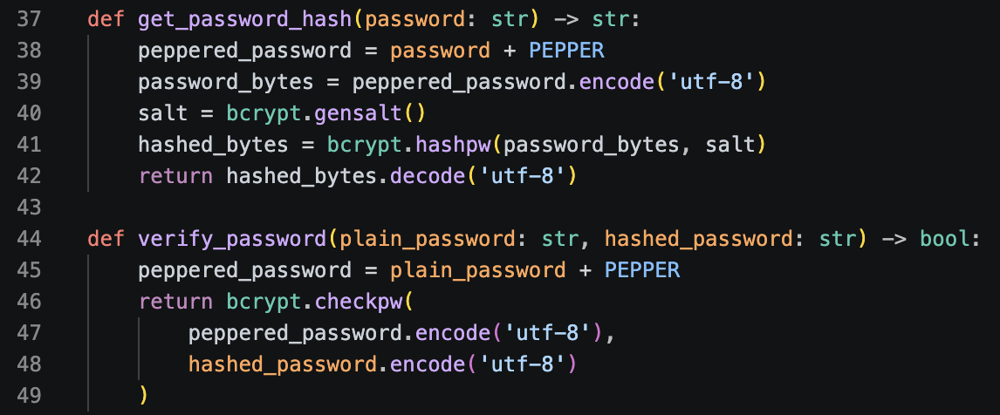 37 def get_password_hash(password: str) -> str:
38     peppered_password = password + PEPPER
39     password_bytes = peppered_password.encode('utf-8')
40     salt = bcrypt.gensalt()
41     hashed_bytes = bcrypt.hashpw(password_bytes, salt)
42     return hashed_bytes.decode('utf-8')
43
44 def verify_password(plain_password: str, hashed_password: str) -> bool:
45     peppered_password = plain_password + PEPPER
46     return bcrypt.checkpw(
47         peppered_password.encode('utf-8'),
48         hashed_password.encode('utf-8')
49     )